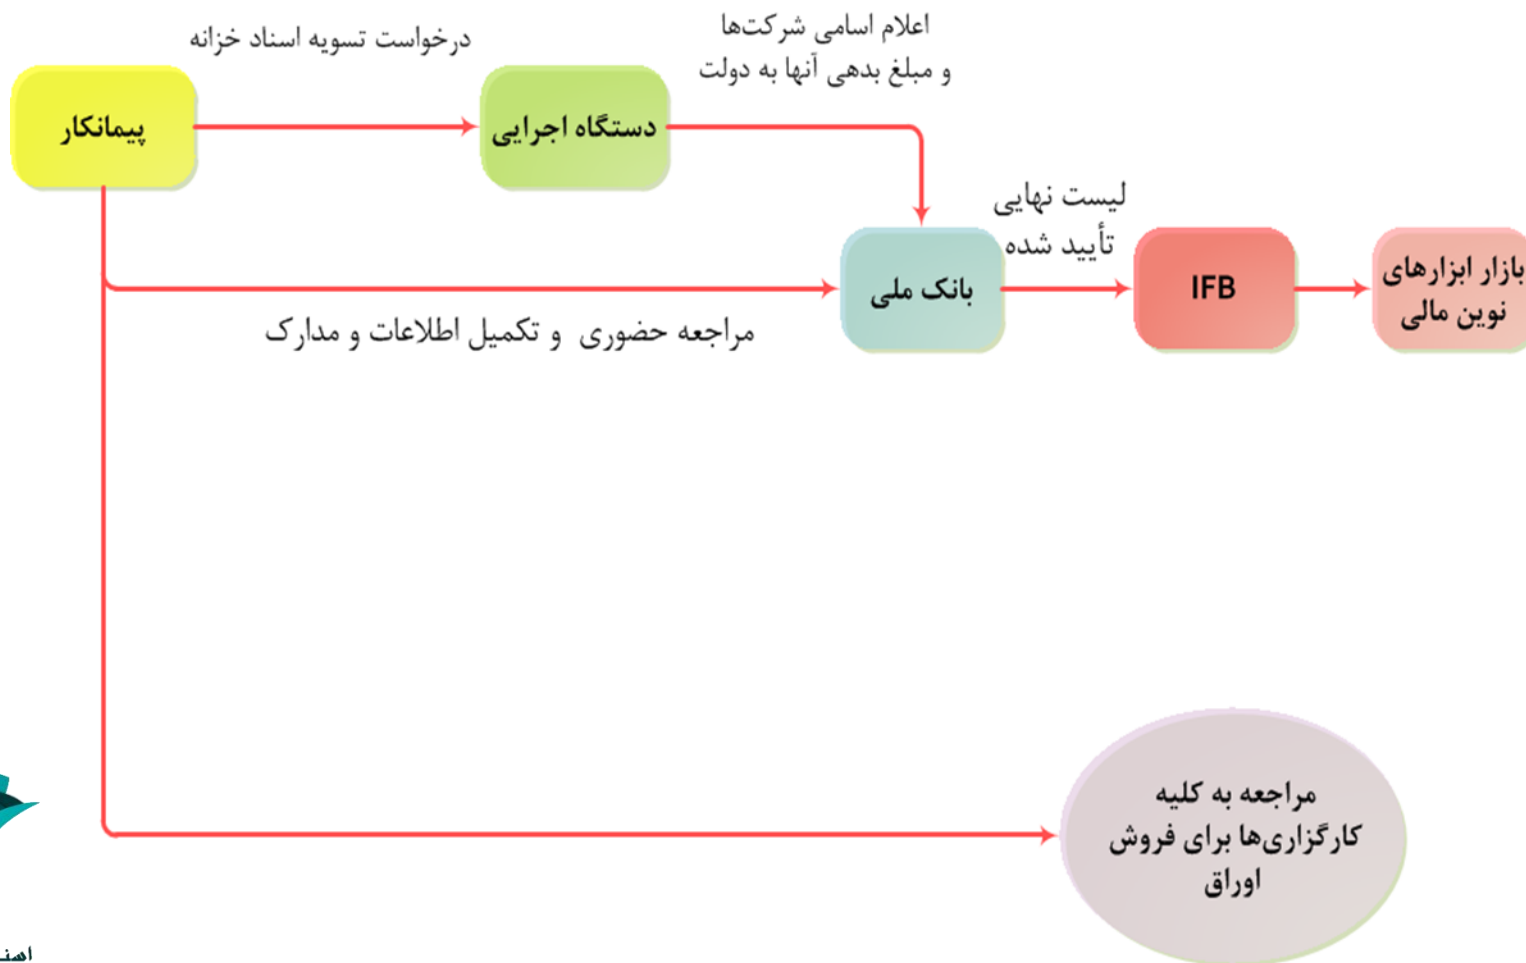 درخواست تسویه اسناد خزانه
اعلام اسامی شرکت‌ها
و مبلغ بدهی آنها به دولت
پیمانکار
دستگاه اجرایی
لیست نهایی
تأیید شده
بانک ملی
IFB
بازار ابزارهای
نوین مالی
مراجعه حضوری و تکمیل اطلاعات و مدارک
مراجعه به کلیه
کارگزاری‌ها برای فروش
اوراق